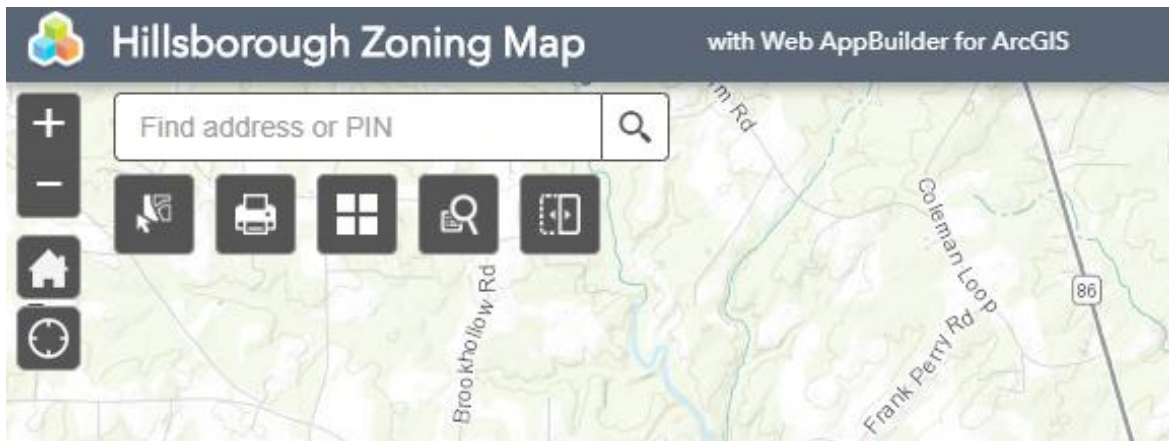 Hillsborough Zoning Map
with Web AppBuilder for ArcGIS
Find address or PIN
Rd
Coleman Loop
86
Brookhollow Rd
Frank Perry Rd